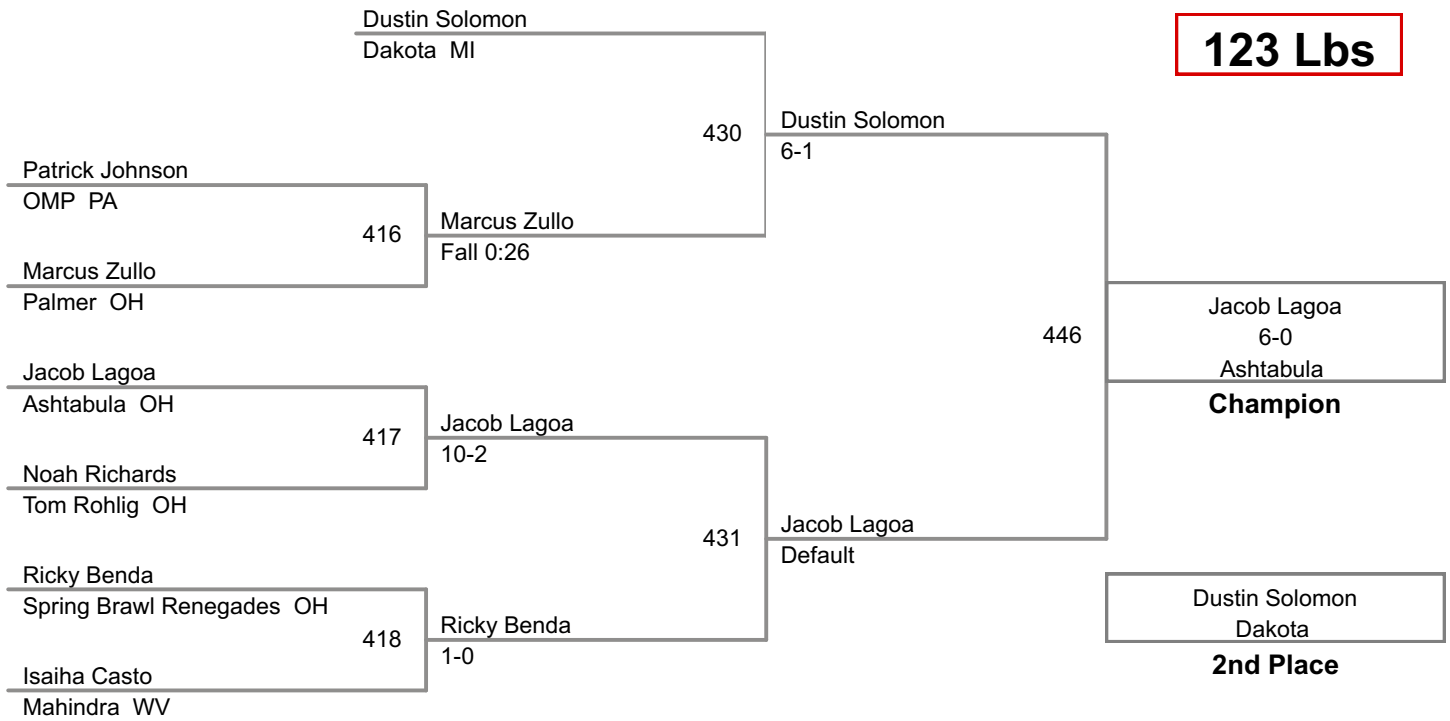 Dustin Solomon
Dakota  MI
123 Lbs
430
Dustin Solomon
6-1
Patrick Johnson
OMP  PA
416
Marcus Zullo
Fall 0:26
Marcus Zullo
Palmer  OH
446
Jacob Lagoa
6-0
Ashtabula
Champion
Jacob Lagoa
Ashtabula  OH
417
Jacob Lagoa
10-2
Noah Richards
Tom Rohlig  OH
431
Jacob Lagoa
Default
Ricky Benda
Spring Brawl Renegades  OH
418
Ricky Benda
1-0
Isaiha Casto
Mahindra  WV
Dustin Solomon
Dakota
2nd Place